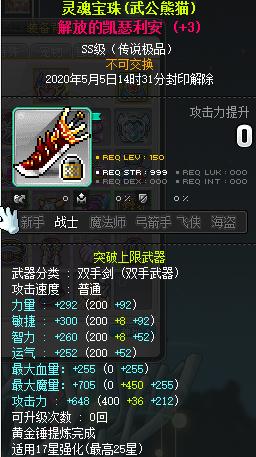 灵魂宝珠(武公熊猫)
解放的凯瑟利安 (+3)
SS级 (传说极品)
不可交换
2020年5月5日14时31分封印解除
攻击力提升
0
REQ LEV : 150
REQ STR : 999 REQ LUK : 000
REQ DEX : 000 REQ INT : 000
新手 战士 魔法师 弓箭手 飞侠 海盗
突破上限武器
武器分类 : 双手剑 (双手武器)
攻击速度 : 普通
力量 : +292 (200 +92)
敏捷 : +300 (200 +8 +92)
智力 : +260 (200 +8 +52)
运气 : +252 (200 +52)
最大血量: +255 (0 +255)
最大魔量: +705 (0 +450 +255)
攻击力 : +648 (400 +36 +212)
可升级次数 : 0回
黄金锤提炼完成
适用17星强化(最高25星)